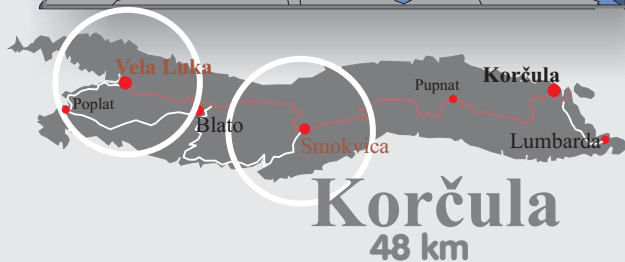 Vela Luka
Poplat
Blato
Smokvica
Pupnat
Korčula
Lumbarda
Korčula
48 km